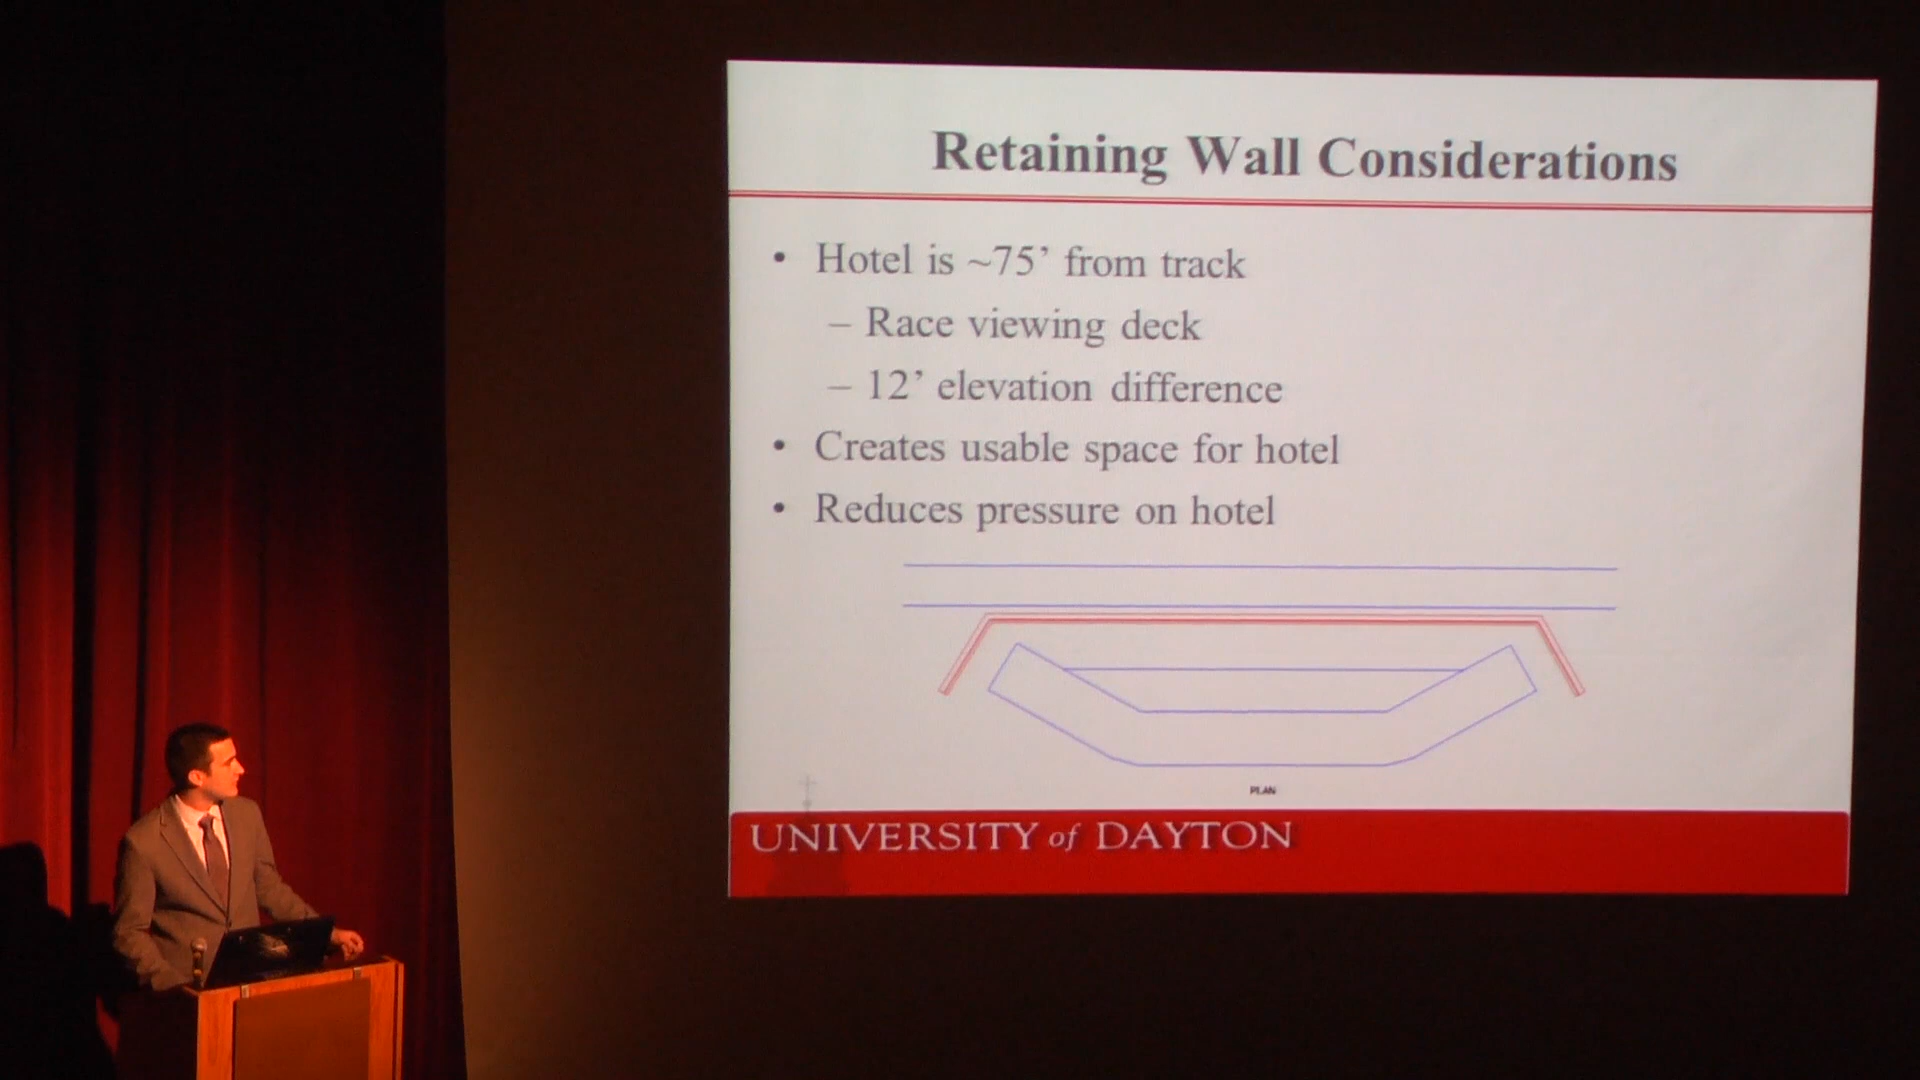 Retaining Wall Considerations
• Hotel is ~75’ from track
– Race viewing deck
– 12’ elevation difference
• Creates usable space for hotel
• Reduces pressure on hotel
PLAN
UNIVERSITY of DAYTON